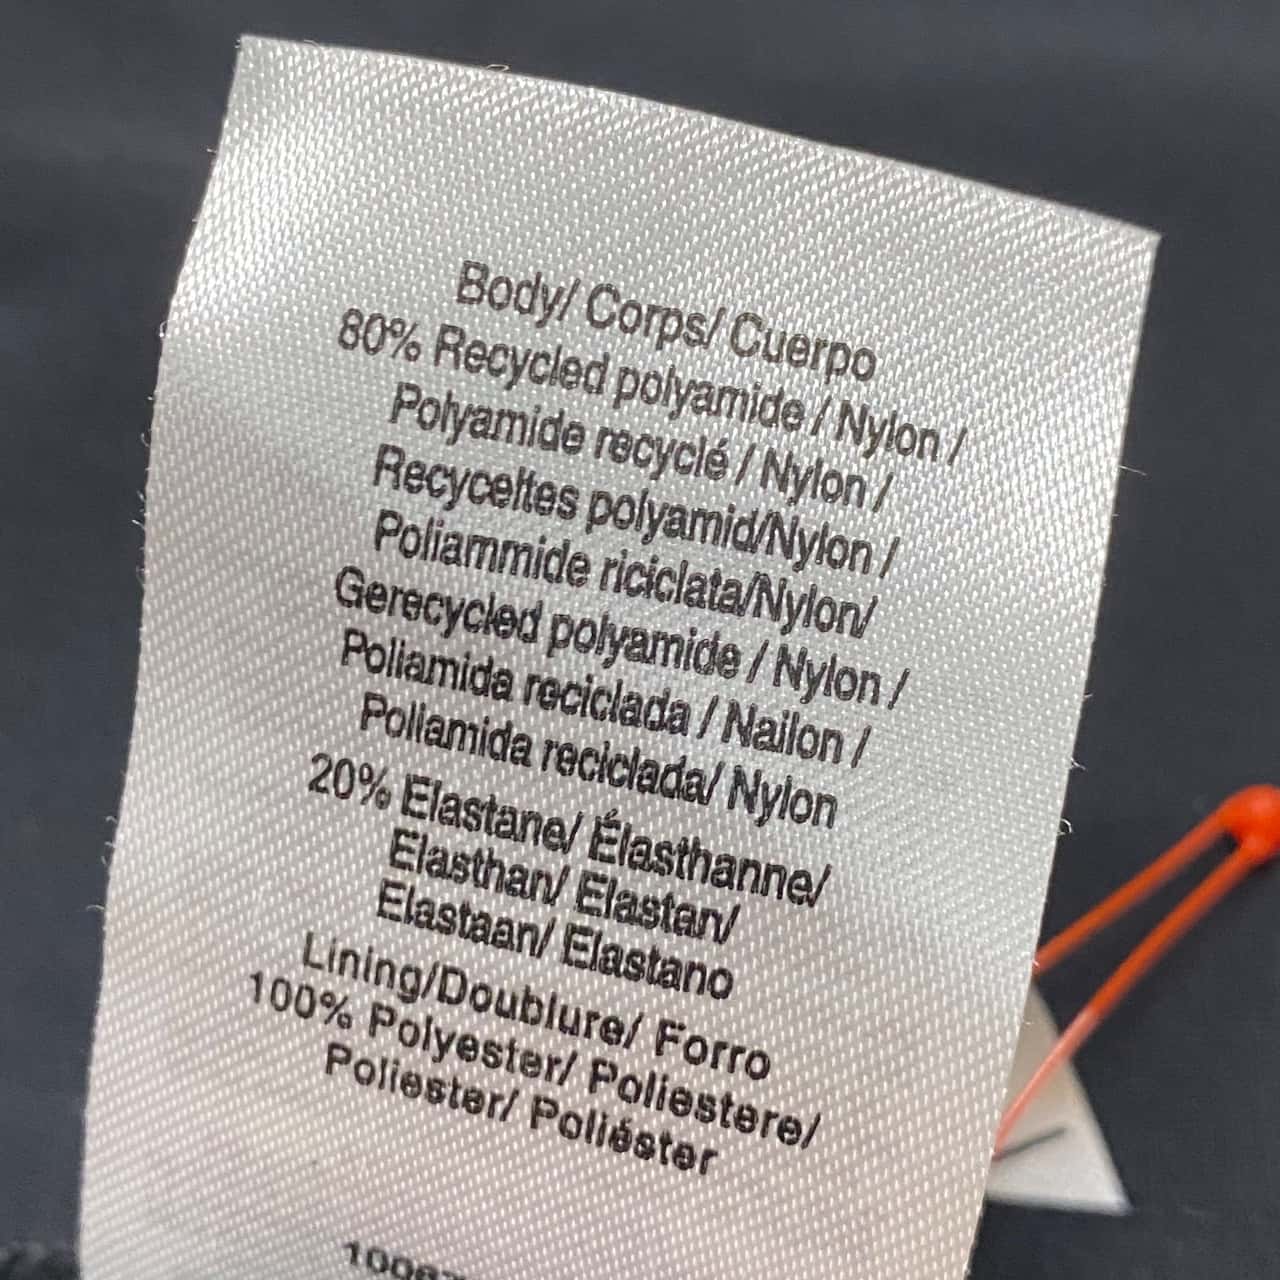 Body/ Corps/ Cuerpo
80% Recycled polyamide / Nylon /
Polyamide recyclé / Nylon /
Recyceltes polyamid/Nylon /
Poliammide riciclata/Nylon/
Gerecycled polyamide / Nylon /
Poliamida reciclada / Nailon /
Poliamida reciclada/ Nylon
20% Elastane/ Élasthanne/
Elasthan/ Elastan/
Elastaan/ Elastano
Lining/Doublure/ Forro
100% Polyester/ Poliestere/
Poliester/ Poliéster